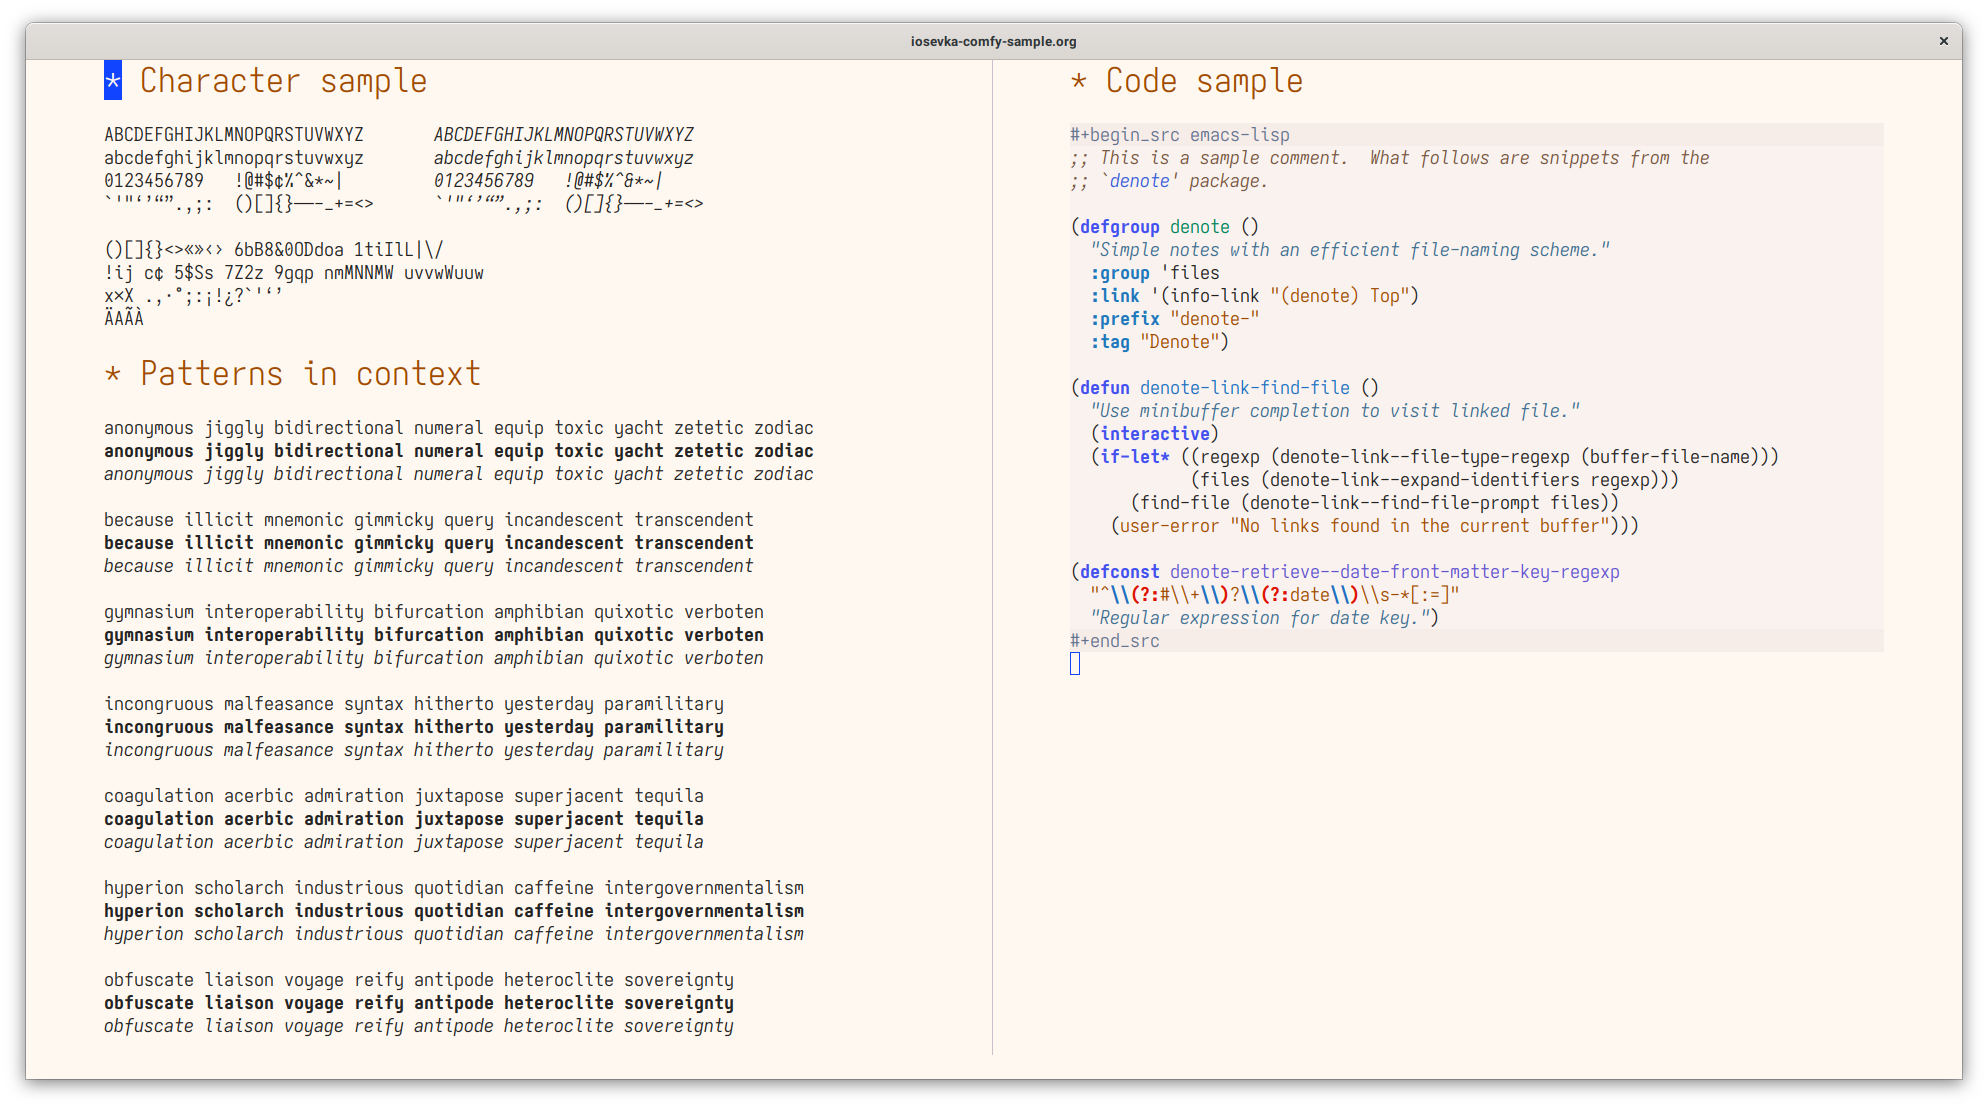 iosevka-comfy-sample.org
* Character sample
ABCDEFGHIJKLMNOPQRSTUVWXYZ       ABCDEFGHIJKLMNOPQRSTUVWXYZ
abcdefghijklmnopqrstuvwxyz       abcdefghijklmnopqrstuvwxyz
0123456789   !@#$¢%^&*~|         0123456789   !@#$%^&*~|
`'"‘’“”.,;:  ()[]{}—–-_+=<>      `'"‘’“”.,;:  ()[]{}—–-_+=<>
()[]{}<>«»‹› 6bB8&0ODdoa 1tiIlL|\/
!ij c¢ 5$Ss 7Z2z 9gqp nmMNNMW uvvwWuuw
x×X .,·°;:¡!¿?`'‘’
ÄAÃÀ
* Patterns in context
anonymous jiggly bidirectional numeral equip toxic yacht zetetic zodiac
anonymous jiggly bidirectional numeral equip toxic yacht zetetic zodiac
anonymous jiggly bidirectional numeral equip toxic yacht zetetic zodiac
because illicit mnemonic gimmicky query incandescent transcendent
because illicit mnemonic gimmicky query incandescent transcendent
because illicit mnemonic gimmicky query incandescent transcendent
gymnasium interoperability bifurcation amphibian quixotic verboten
gymnasium interoperability bifurcation amphibian quixotic verboten
gymnasium interoperability bifurcation amphibian quixotic verboten
incongruous malfeasance syntax hitherto yesterday paramilitary
incongruous malfeasance syntax hitherto yesterday paramilitary
incongruous malfeasance syntax hitherto yesterday paramilitary
coagulation acerbic admiration juxtapose superjacent tequila
coagulation acerbic admiration juxtapose superjacent tequila
coagulation acerbic admiration juxtapose superjacent tequila
hyperion scholarch industrious quotidian caffeine intergovernmentalism
hyperion scholarch industrious quotidian caffeine intergovernmentalism
hyperion scholarch industrious quotidian caffeine intergovernmentalism
obfuscate liaison voyage reify antipode heteroclite sovereignty
obfuscate liaison voyage reify antipode heteroclite sovereignty
obfuscate liaison voyage reify antipode heteroclite sovereignty
* Code sample
#+begin_src emacs-lisp
;; This is a sample comment.  What follows are snippets from the
;; `denote' package.
(defgroup denote ()
  "Simple notes with an efficient file-naming scheme."
  :group 'files
  :link '(info-link "(denote) Top")
  :prefix "denote-"
  :tag "Denote")
(defun denote-link-find-file ()
  "Use minibuffer completion to visit linked file."
  (interactive)
  (if-let* ((regexp (denote-link--file-type-regexp (buffer-file-name)))
            (files (denote-link--expand-identifiers regexp)))
      (find-file (denote-link--find-file-prompt files))
    (user-error "No links found in the current buffer")))
(defconst denote-retrieve--date-front-matter-key-regexp
  "^\\(?:#\\+\\)?\\(?:date\\)\\s-*[:=]"
  "Regular expression for date key.")
#+end_src